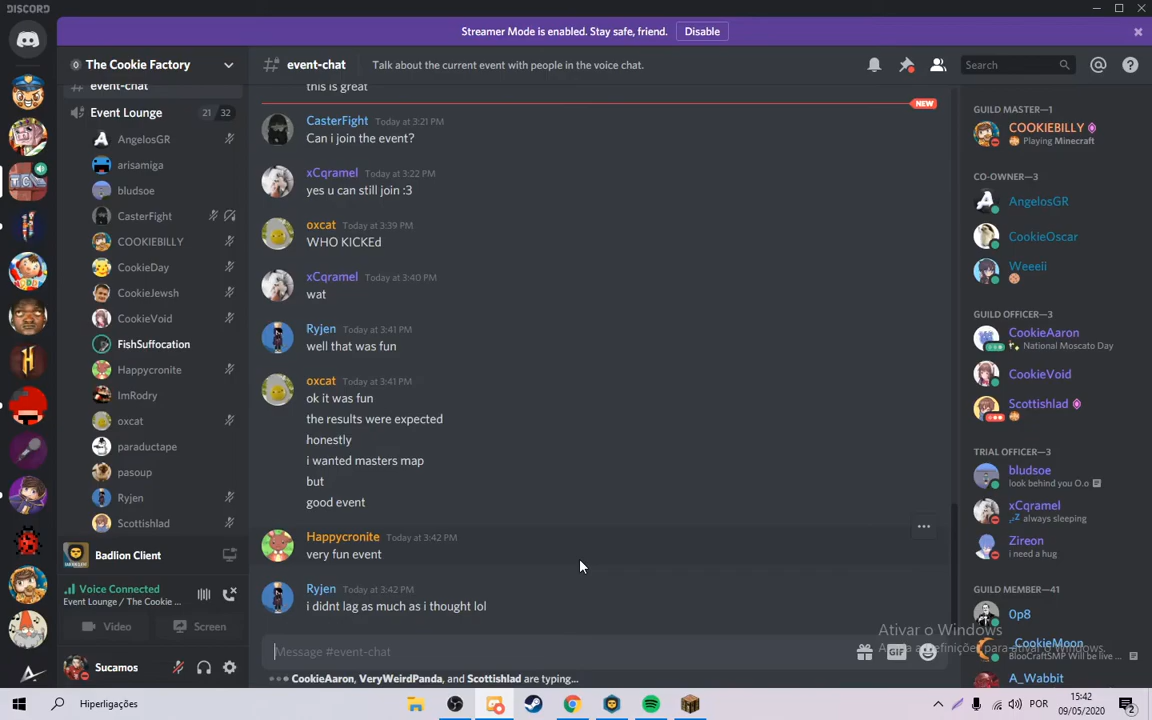 DISCORD
Streamer Mode is enabled. Stay safe, friend. Disable
The Cookie Factory
event-chat
Event Lounge 21 32
AngelosGR
arisamiga
bludsoe
CasterFight
COOKIEBILLY
CookieDay
CookieJewsh
CookieVoid
FishSuffocation
Happycronite
ImRodry
oxcat
paraductape
pasoup
Ryjen
Scottishlad
Badlion Client
Voice Connected
Event Lounge / The Cookie ...
Video Screen
Sucamos
# event-chat Talk about the current event with people in the voice chat.
Search
this is great
NEW
CasterFight Today at 3:21 PM
Can i join the event?
xCqramel Today at 3:22 PM
yes u can still join :3
oxcat Today at 3:39 PM
WHO KICKEd
xCqramel Today at 3:40 PM
wat
Ryjen Today at 3:41 PM
well that was fun
oxcat Today at 3:41 PM
ok it was fun
the results were expected
honestly
i wanted masters map
but
good event
Happycronite Today at 3:42 PM
very fun event
Ryjen Today at 3:42 PM
i didnt lag as much as i thought lol
Message #event-chat
GIF
CookieAaron, VeryWeirdPanda, and Scottishlad are typing...
GUILD MASTER—1
COOKIEBILLY
Playing Minecraft
CO-OWNER—3
AngelosGR
CookieOscar
Weeeii
GUILD OFFICER—3
CookieAaron
National Moscato Day
CookieVoid
Scottishlad
TRIAL OFFICER—3
bludsoe
look behind you O.o
xCqramel
always sleeping
Zireon
i need a hug
GUILD MEMBER—41
0p8
CookieMoon
BlooCraftSMP Will be live ...
A_Wabbit
Ativar o Windows
definições para ativar o Windows.
Hiperligações
POR
15:42
09/05/2020
2